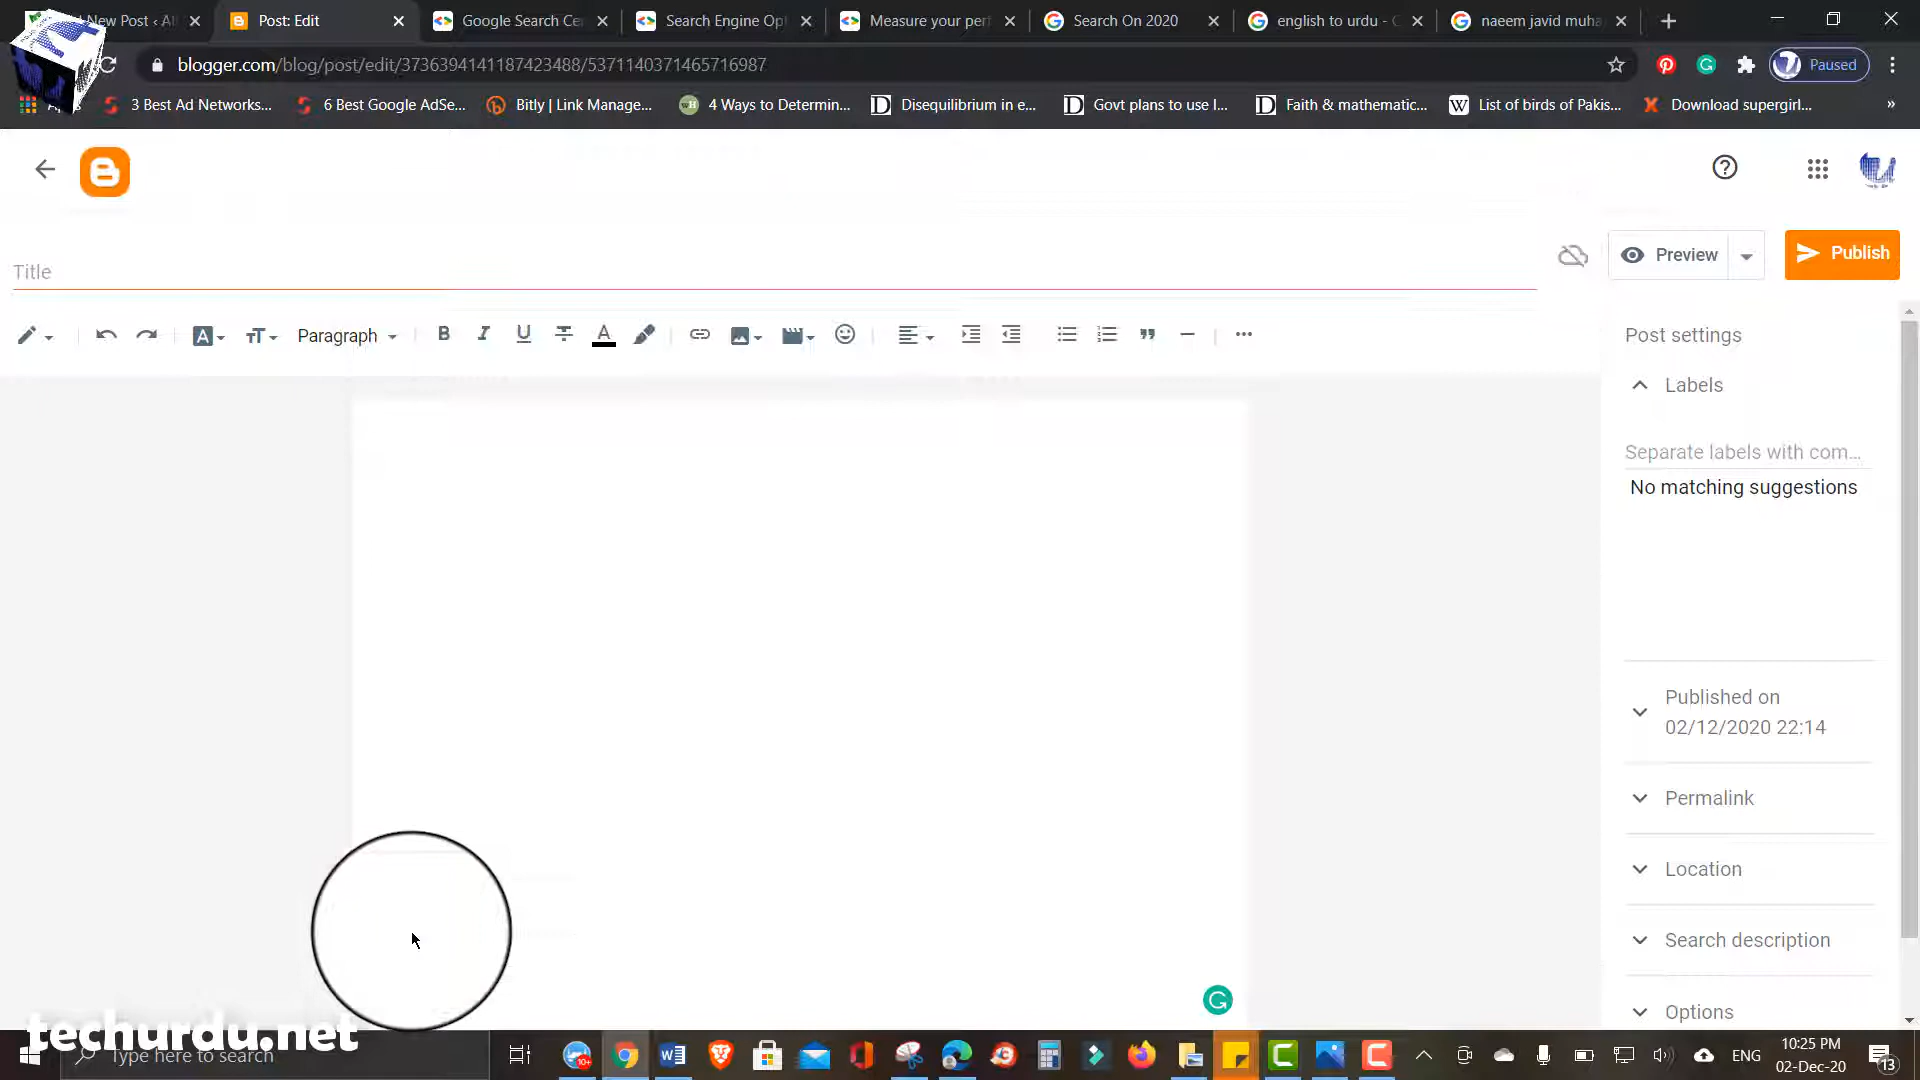 New Post ‹ Al
Post: Edit
Google Search Ce
Search Engine Op
Measure your per
Search On 2020
english to urdu -
naeem javid muha
blogger.com/blog/post/edit/3736394141187423488/5371140371465716987
Paused
3 Best Ad Networks...
6 Best Google AdSe...
Bitly | Link Manage...
4 Ways to Determin...
Disequilibrium in e...
Govt plans to use I...
Faith & mathematic...
List of birds of Pakis...
Download supergirl...
Title
Preview
Publish
Paragraph
Post settings
Labels
Separate labels with com...
No matching suggestions
Published on
02/12/2020 22:14
Permalink
Location
Search description
Options
techurdu.net
Type here to search
10+
ENG
10:25 PM
02-Dec-20
13